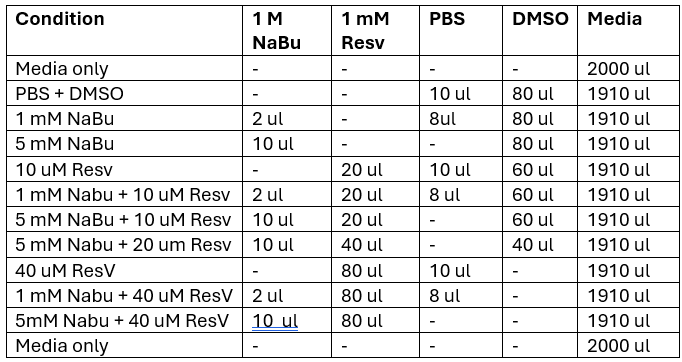 Condition 1 M NaBu 1 mM Resv PBS DMSO Media
Media only - - - - 2000 ul
PBS + DMSO - - 10 ul 80 ul 1910 ul
1 mM NaBu 2 ul - 8ul 80 ul 1910 ul
5 mM NaBu 10 ul - - 80 ul 1910 ul
10 uM Resv - 20 ul 10 ul 60 ul 1910 ul
1 mM Nabu + 10 uM Resv 2 ul 20 ul 8 ul 60 ul 1910 ul
5 mM NaBu + 10 uM Resv 10 ul 20 ul - 60 ul 1910 ul
5 mM Nabu + 20 um Resv 10 ul 40 ul - 40 ul 1910 ul
40 uM ResV - 80 ul 10 ul - 1910 ul
1 mM Nabu + 40 uM ResV 2 ul 80 ul 8 ul - 1910 ul
5mM Nabu + 40 uM ResV 10 ul 80 ul - - 1910 ul
Media only - - - - 2000 ul